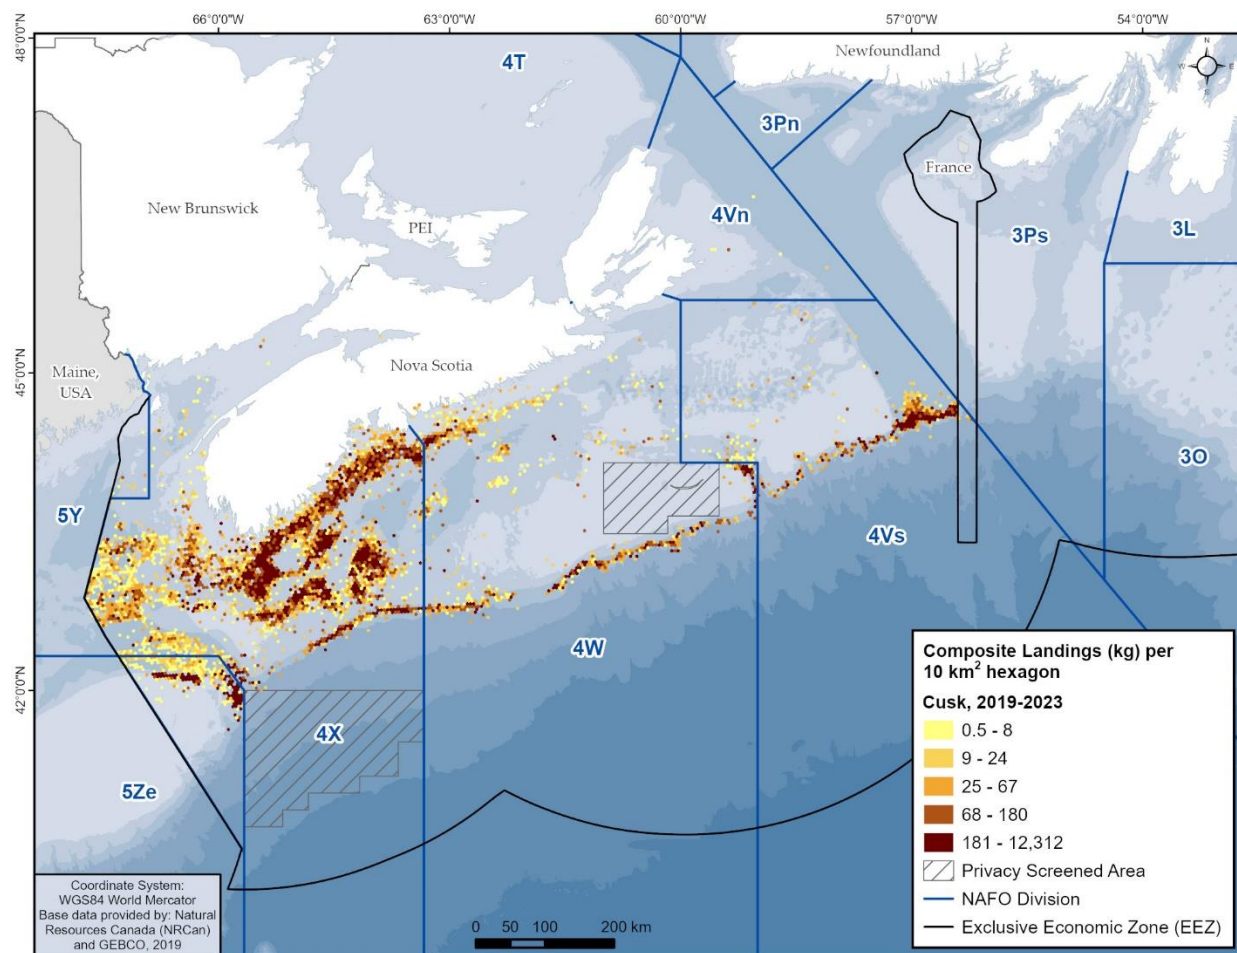 66°0'0"W
63°0'0"W
60°0'0"W
57°0'0"W
54°0'0"W
48°0'0"N
45°0'0"N
42°0'0"N
4T
Newfoundland
N
W E
S
3Pn
France
New Brunswick
PEI
4Vn
3Ps
3L
Maine,
USA
Nova Scotia
5Y
3O
4Vs
4W
4X
5Ze
Composite Landings (kg) per
10 km² hexagon
Cusk, 2019-2023
0.5 - 8
9 - 24
25 - 67
68 - 180
181 - 12,312
Privacy Screened Area
NAFO Division
Exclusive Economic Zone (EEZ)
Coordinate System:
WGS84 World Mercator
Base data provided by: Natural
Resources Canada (NRCan)
and GEBCO, 2019
0 50 100 200 km